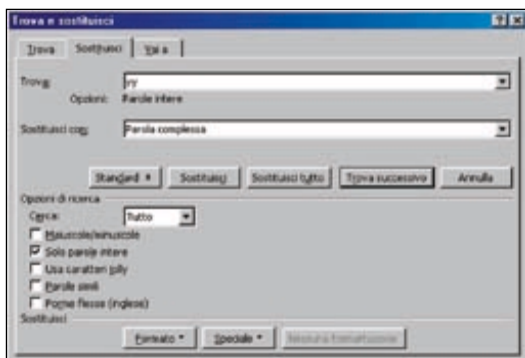 Trova e sostituisci
Trova Sostituisci Vai a
Trova: yy
Opzioni: Parole intere
Sostituisci con: Parola complessa
Standard Sostituisci Sostituisci tutto Trova successivo Annulla
Opzioni di ricerca
Cerca: Tutto
Maiuscole/minuscole
Solo parole intere
Usa caratteri jolly
Parole simili
Forme flesse (inglese)
Sostituisci
Formato Speciale Nessuna formattazione